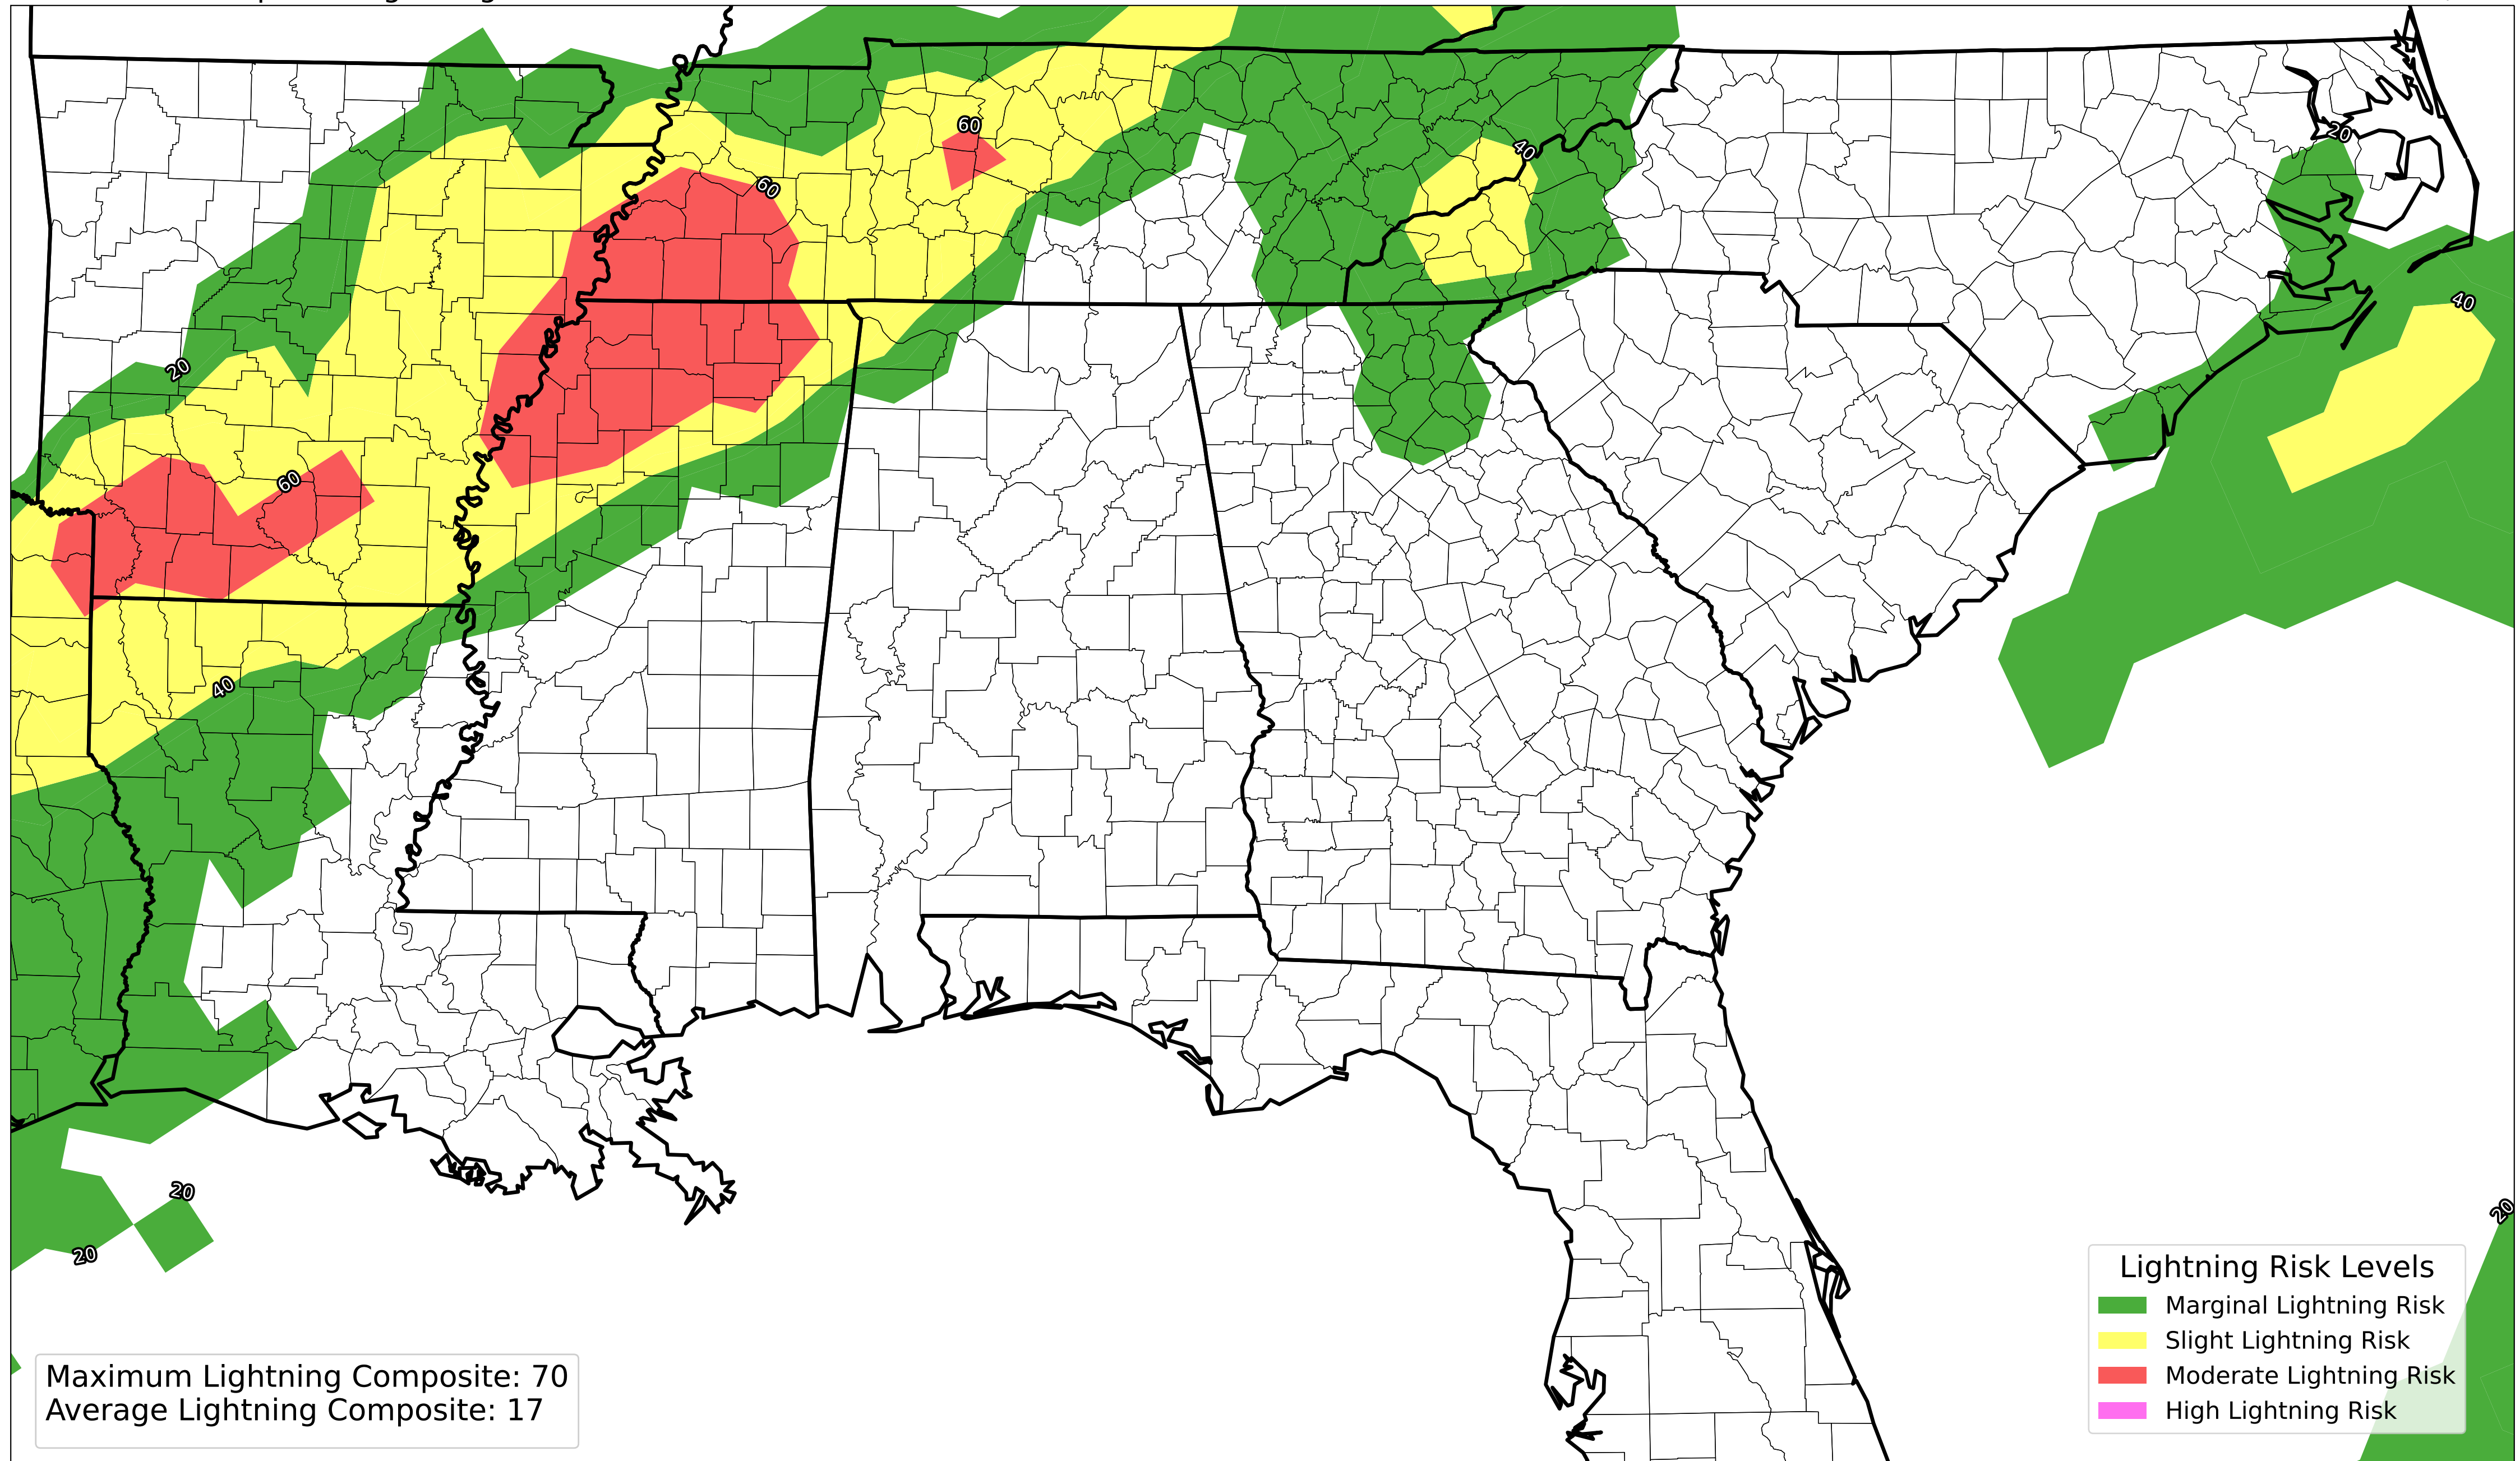 60
20
40
60
20
60
40
20
40
20
20
20
Lightning Risk Levels
Marginal Lightning Risk
Slight Lightning Risk
Moderate Lightning Risk
High Lightning Risk
Maximum Lightning Composite: 70
Average Lightning Composite: 17